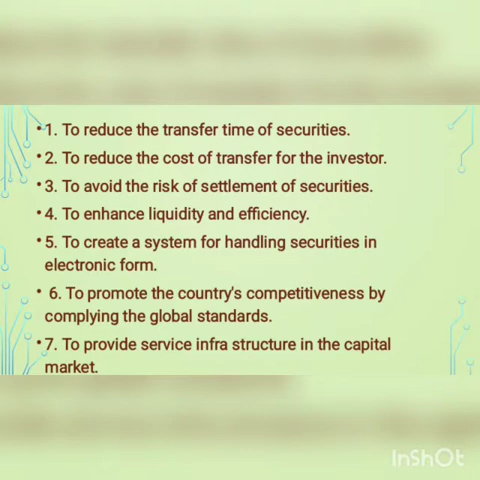 • 1. To reduce the transfer time of securities.
• 2. To reduce the cost of transfer for the investor.
• 3. To avoid the risk of settlement of securities.
• 4. To enhance liquidity and efficiency.
• 5. To create a system for handling securities in
electronic form.
• 6. To promote the country's competitiveness by
complying the global standards.
• 7. To provide service infra structure in the capital
market.
InShOt